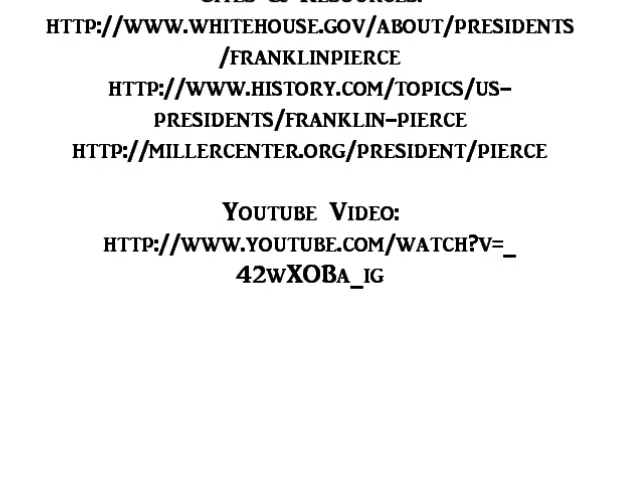 http://www.whitehouse.gov/about/presidents
/franklinpierce
http://www.history.com/topics/us-
presidents/franklin-pierce
http://millercenter.org/president/pierce
Youtube Video:
http://www.youtube.com/watch?v=_
42wXOBa_ig